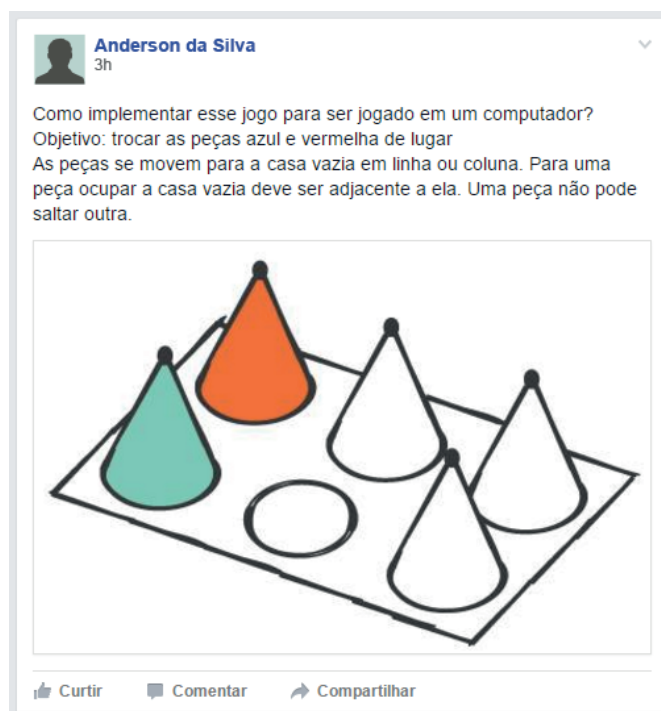 Anderson da Silva
3h
Como implementar esse jogo para ser jogado em um computador?
Objetivo: trocar as peças azul e vermelha de lugar
As peças se movem para a casa vazia em linha ou coluna. Para uma
peça ocupar a casa vazia deve ser adjacente a ela. Uma peça não pode
saltar outra.
Curtir Comentar Compartilhar